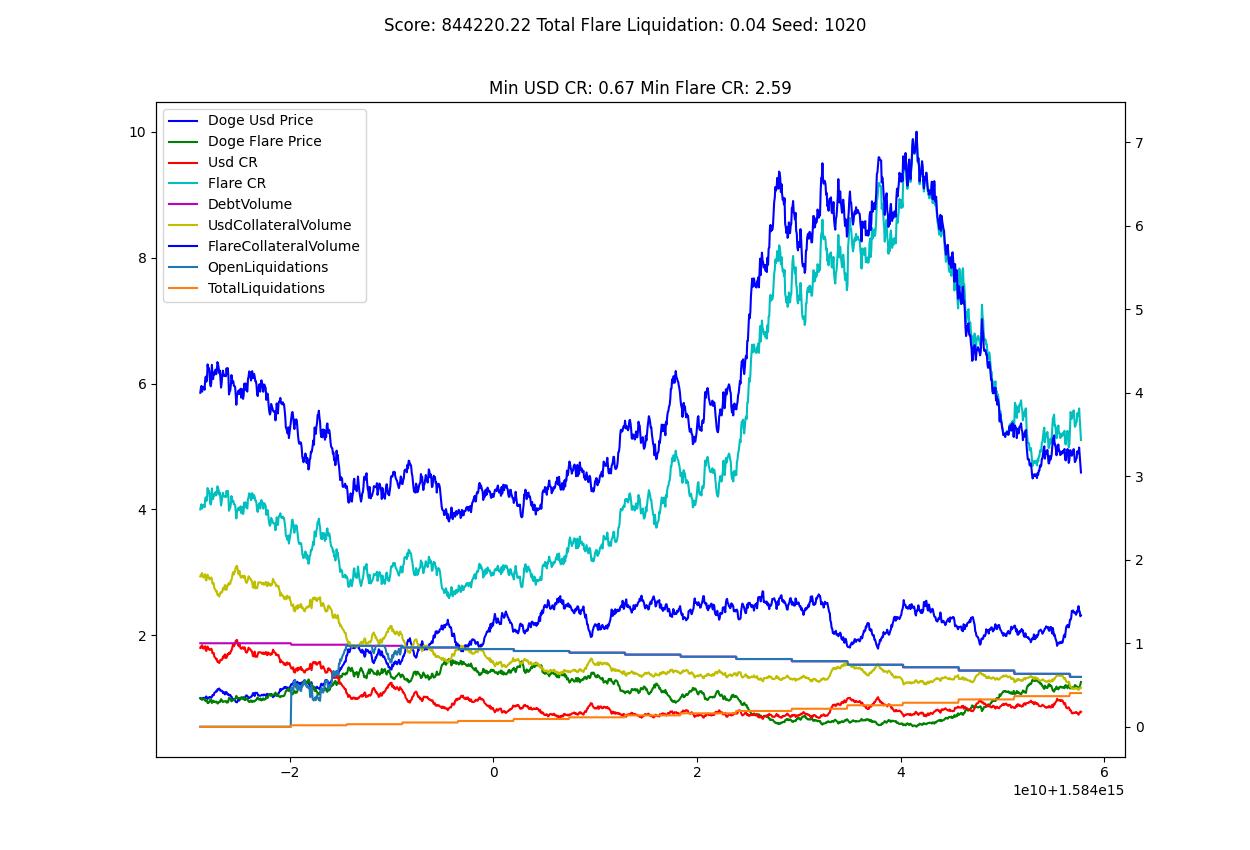 Score: 844220.22 Total Flare Liquidation: 0.04 Seed: 1020
Min USD CR: 0.67 Min Flare CR: 2.59
Doge Usd Price
Doge Flare Price
Usd CR
Flare CR
DebtVolume
UsdCollateralVolume
FlareCollateralVolume
OpenLiquidations
TotalLiquidations
10
8
6
4
2
7
6
5
4
3
2
1
0
−2
0
2
4
6
1e10+1.584e15